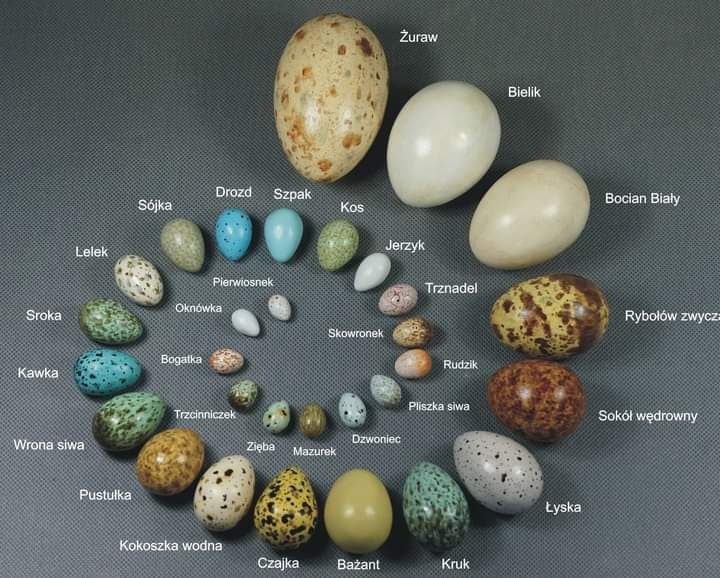 Żuraw
Bielik
Bocian Biały
Rybołów zwycza
Sokół wędrowny
Łyska
Kruk
Bażant
Czajka
Kokoszka wodna
Pustułka
Wrona siwa
Kawka
Sroka
Lelek
Sójka
Drozd
Szpak
Kos
Jerzyk
Trznadel
Skowronek
Rudzik
Pliszka siwa
Dzwoniec
Mazurek
Zięba
Trzcinniczek
Bogatka
Oknówka
Pierwiosnek